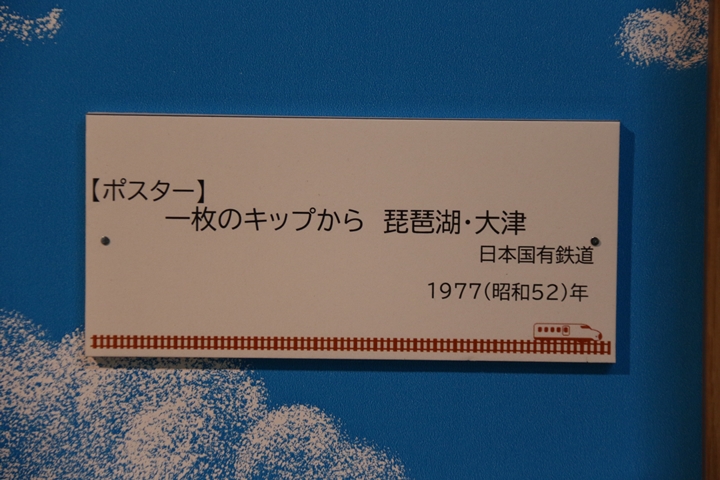 【ポスター】
一枚のキップから　琵琶湖・大津
日本国有鉄道
1977(昭和52)年